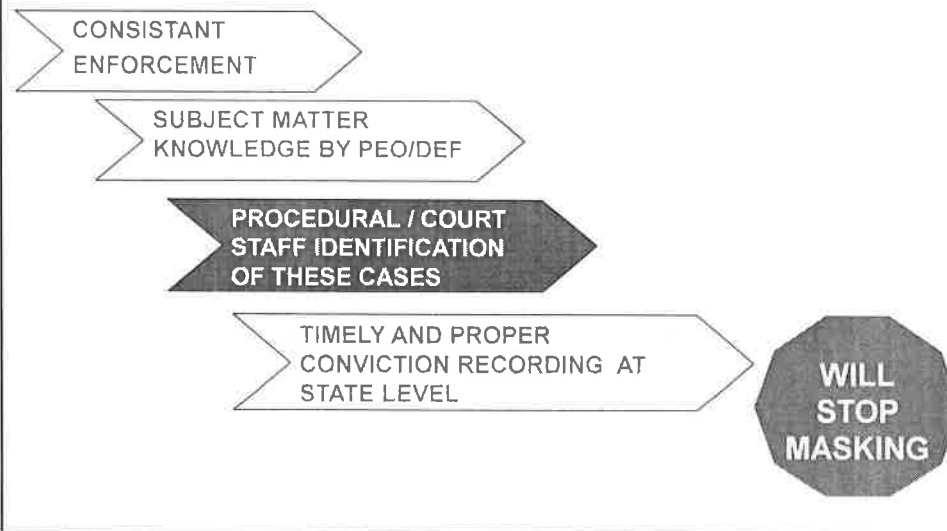 CONSISTANT
ENFORCEMENT
SUBJECT MATTER
KNOWLEDGE BY PEO/DEF
PROCEDURAL / COURT
STAFF IDENTIFICATION
OF THESE CASES
TIMELY AND PROPER
CONVICTION RECORDING AT
STATE LEVEL
WILL
STOP
MASKING